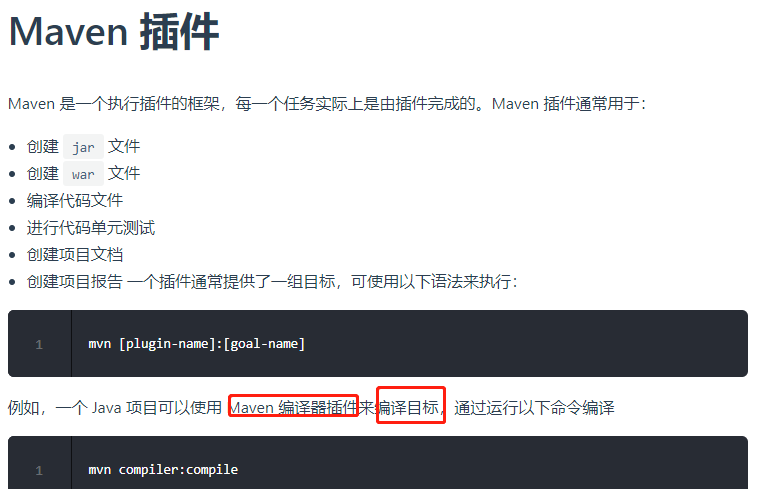 Maven 插件
Maven 是一个执行插件的框架，每一个任务实际上是由插件完成的。Maven 插件通常用于：
创建 jar 文件
创建 war 文件
编译代码文件
进行代码单元测试
创建项目文档
创建项目报告 一个插件通常提供了一组目标，可使用以下语法来执行：
1 mvn [plugin-name]:[goal-name]
例如，一个 Java 项目可以使用 Maven 编译器插件来编译目标，通过运行以下命令编译
1 mvn compiler:compile